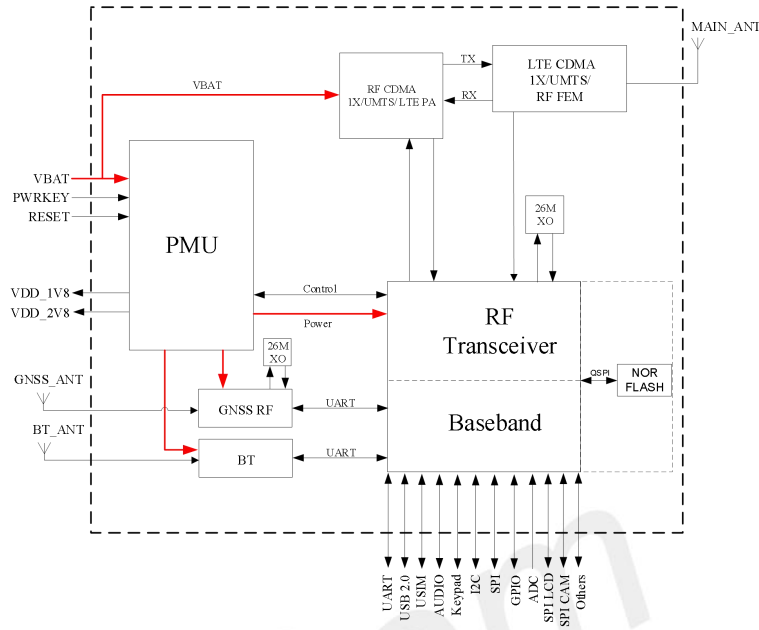 MAIN_ANT
TX
LTE CDMA
1X/UMTS/
RF FEM
RF CDMA
1X/UMTS/LTE PA
RX
VBAT
VBAT
PWRKEY
RESET
PMU
26M
XO
VDD_1V8
VDD_2V8
Control
Power
RF
Transceiver
26M
XO
QSPI
NOR
FLASH
GNSS_ANT
GNSS RF
UART
Baseband
BT_ANT
BT
UART
UART
USB 2.0
USIM
AUDIO
Keypad
I2C
SPI
GPIO
ADC
SPI LCD
SPI CAM
Others